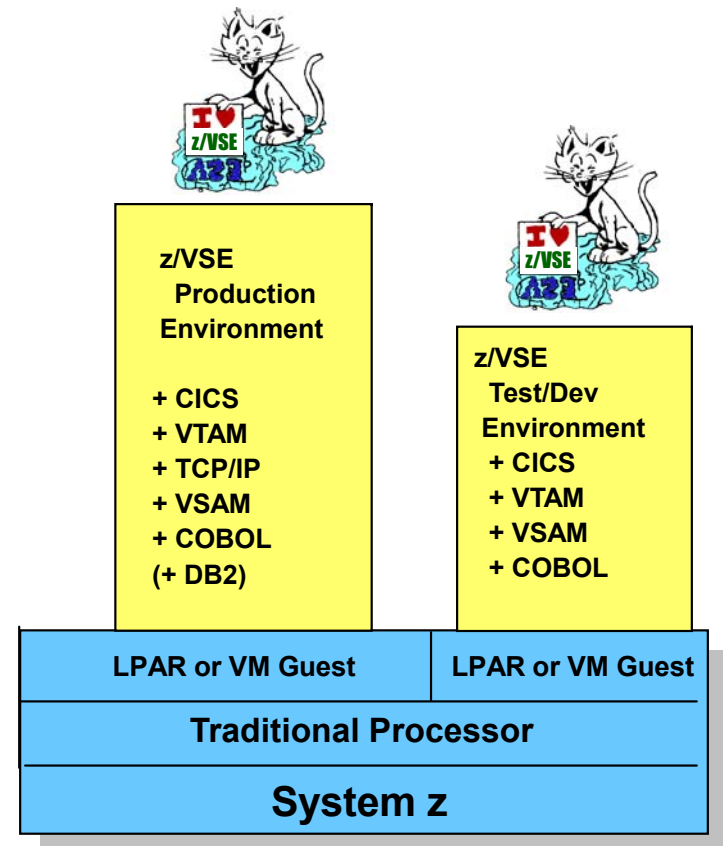 I ♥
z/VSE
z/VSE
Production
Environment
+ CICS
+ VTAM
+ TCP/IP
+ VSAM
+ COBOL
(+ DB2)
I ♥
z/VSE
z/VSE
Test/Dev
Environment
+ CICS
+ VTAM
+ VSAM
+ COBOL
LPAR or VM Guest
LPAR or VM Guest
Traditional Processor
System z